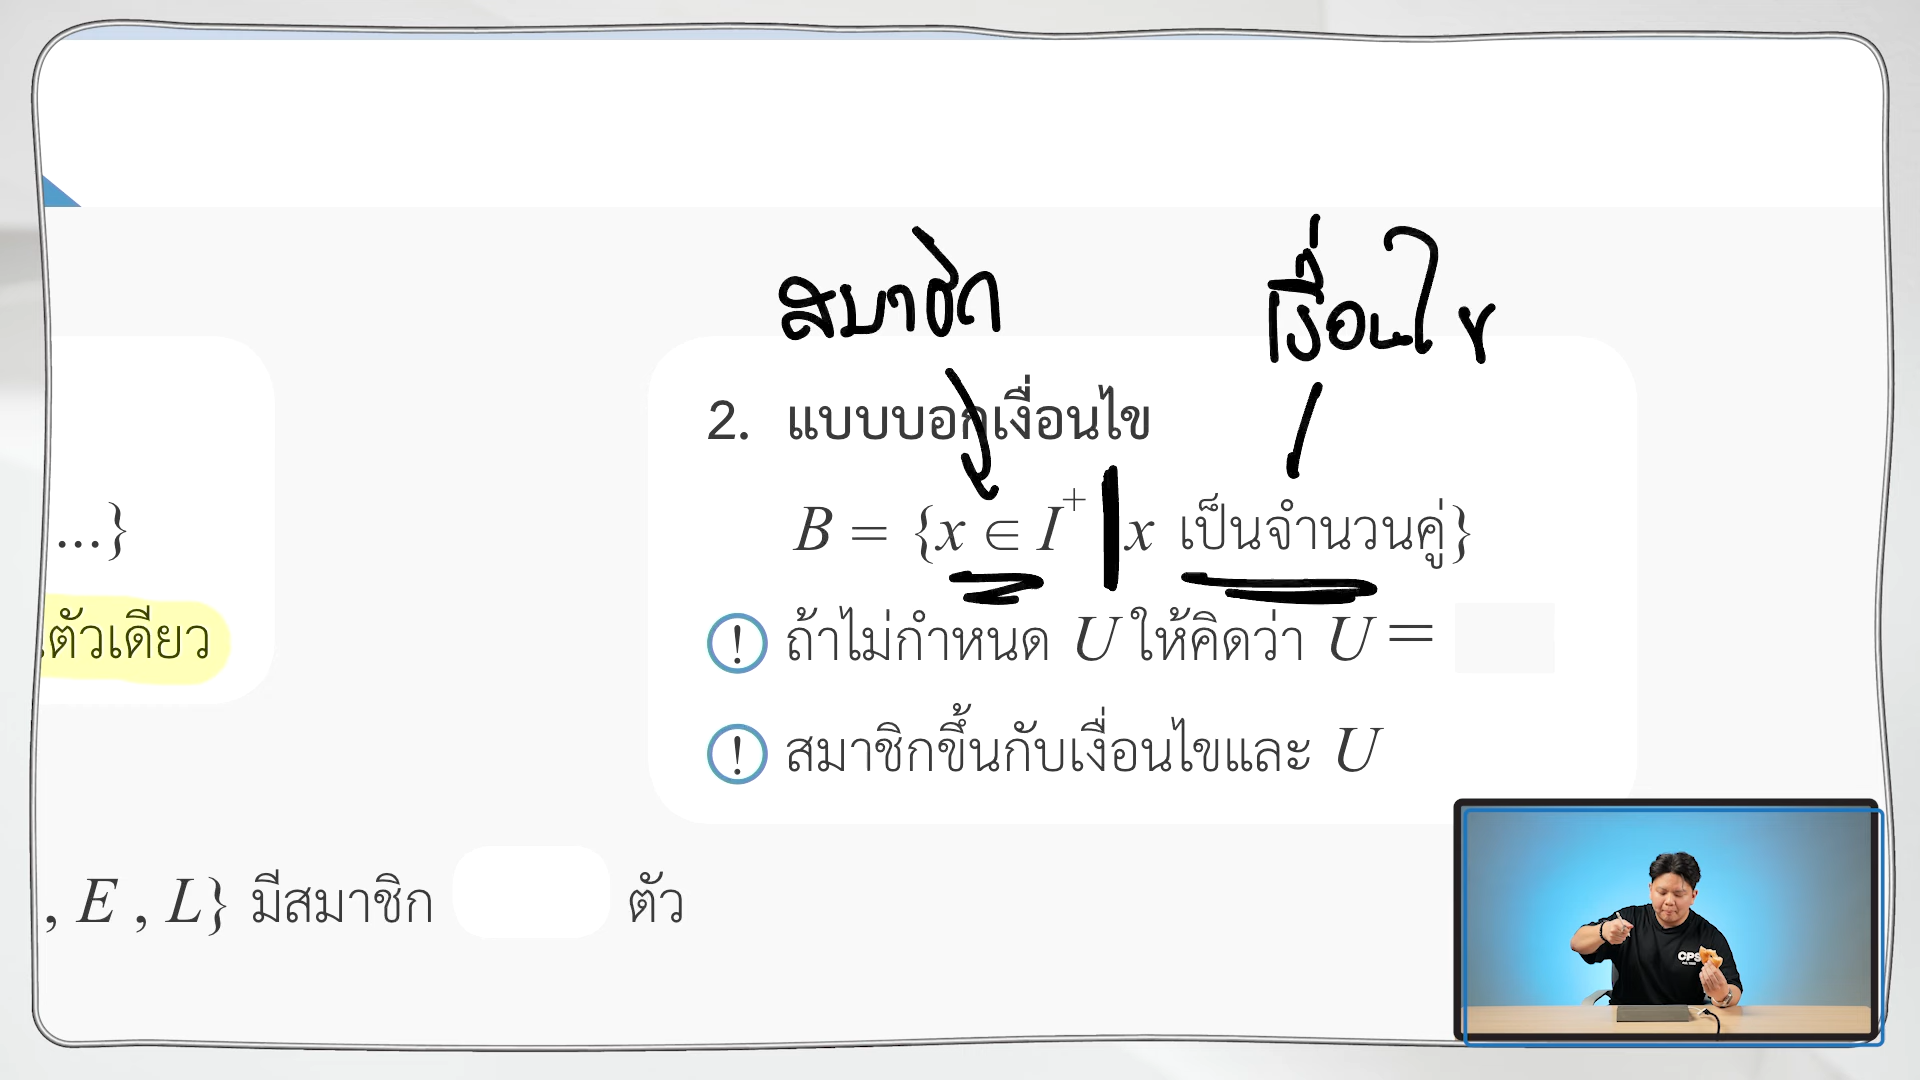 สมาชิก
เงื่อนไข
2. แบบบอกเงื่อนไข
B = {x ∈ I⁺ | x เป็นจำนวนคู่}
...}
ตัวเดียว
! ถ้าไม่กำหนด U ให้คิดว่า U =
! สมาชิกขึ้นกับเงื่อนไขและ U
, E , L} มีสมาชิก ตัว